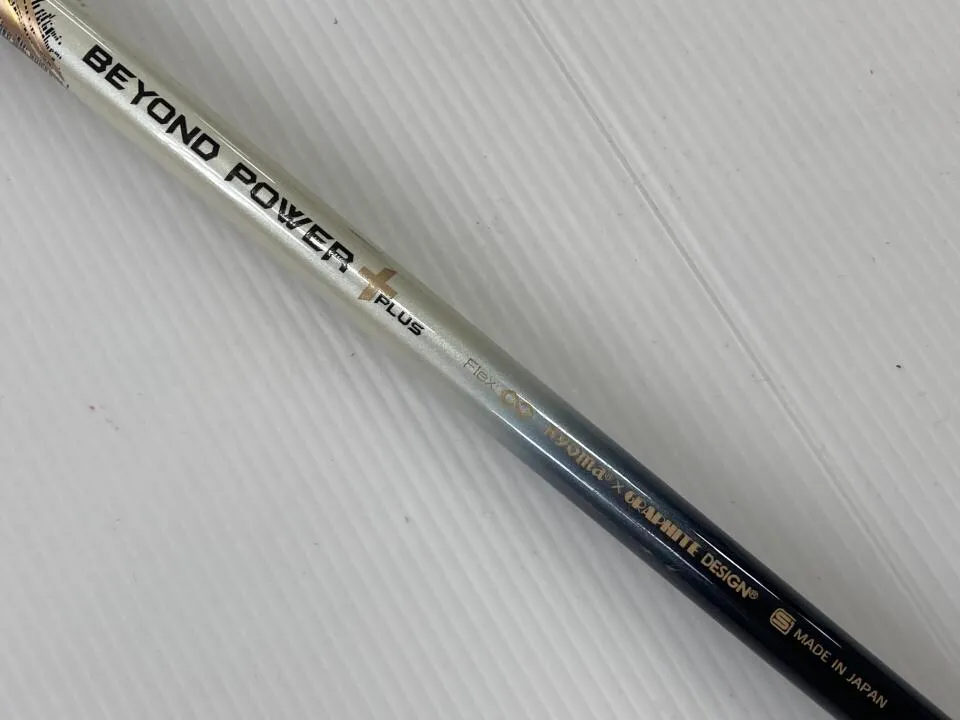 BEYOND POWER
PLUS
Flex:
Ryoma® × GRAPHITE DESIGN®
S MADE IN JAPAN